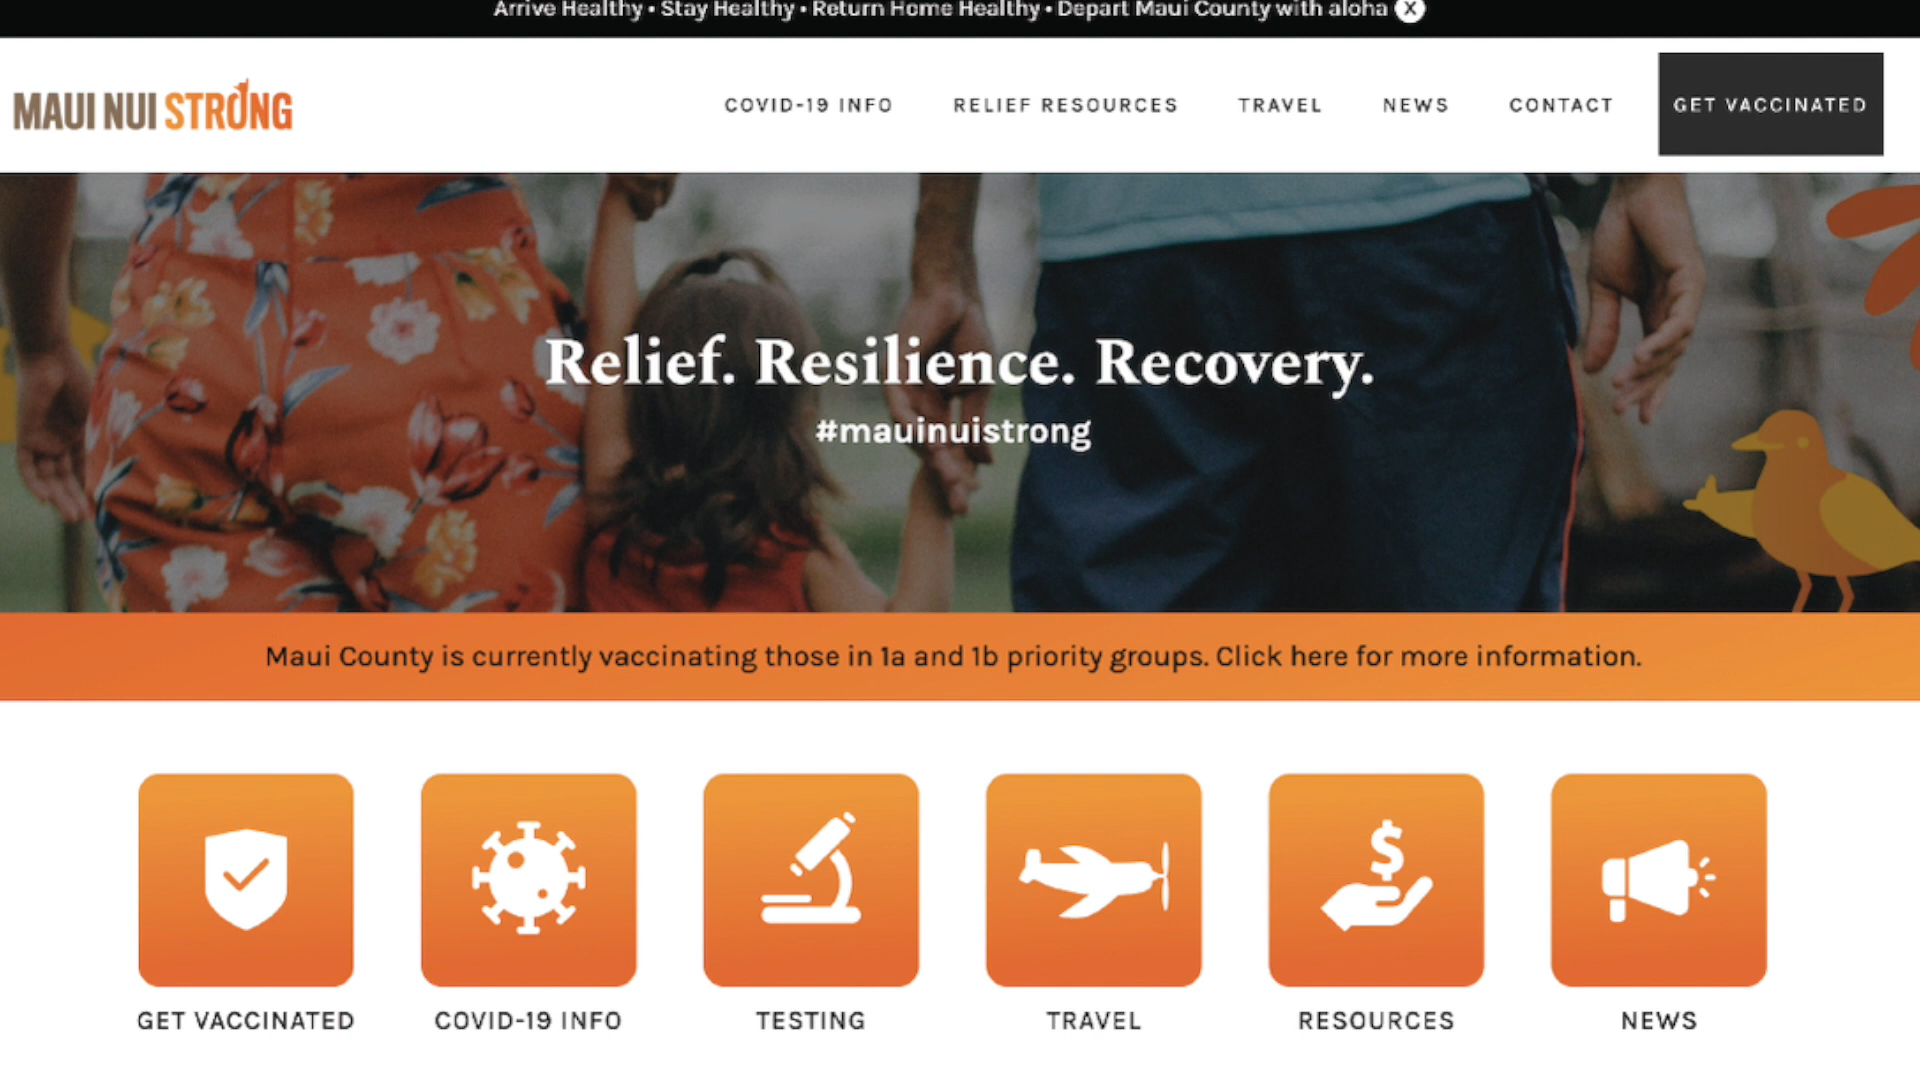 Arrive Healthy • Stay Healthy • Return Home Healthy • Depart Maui County with aloha X
MAUI NUI STRONG
COVID-19 INFO RELIEF RESOURCES TRAVEL NEWS CONTACT GET VACCINATED
Relief. Resilience. Recovery.
#mauinuistrong
Maui County is currently vaccinating those in 1a and 1b priority groups. Click here for more information.
$
GET VACCINATED COVID-19 INFO TESTING TRAVEL RESOURCES NEWS